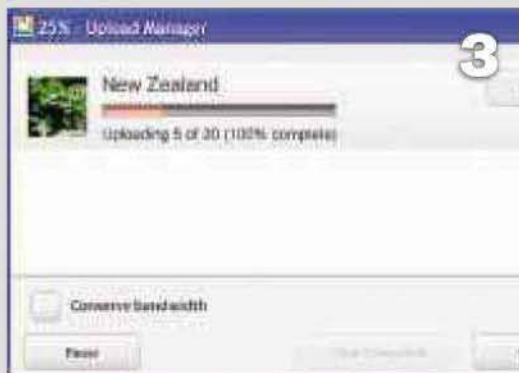 25% Upload Manager
3
New Zealand
Uploading 5 of 20 (100% complete)
Conserve bandwidth
Pause